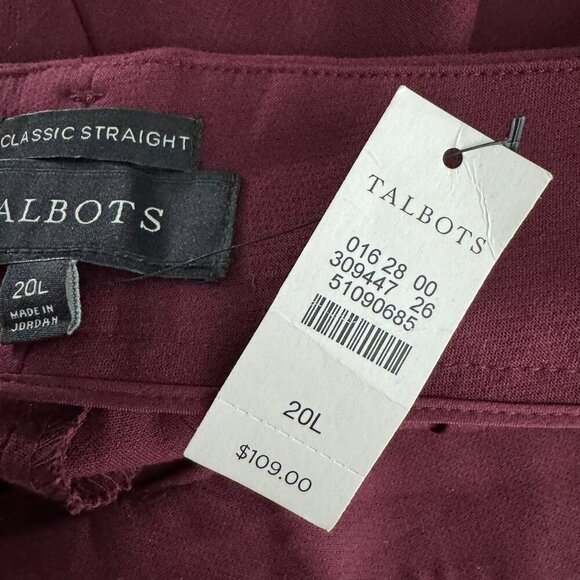 CLASSIC STRAIGHT
ALBOTS
20L
MADE IN
JORDAN
TALBOTS
016 28 00
309447 26
51090685
20L
$109.00